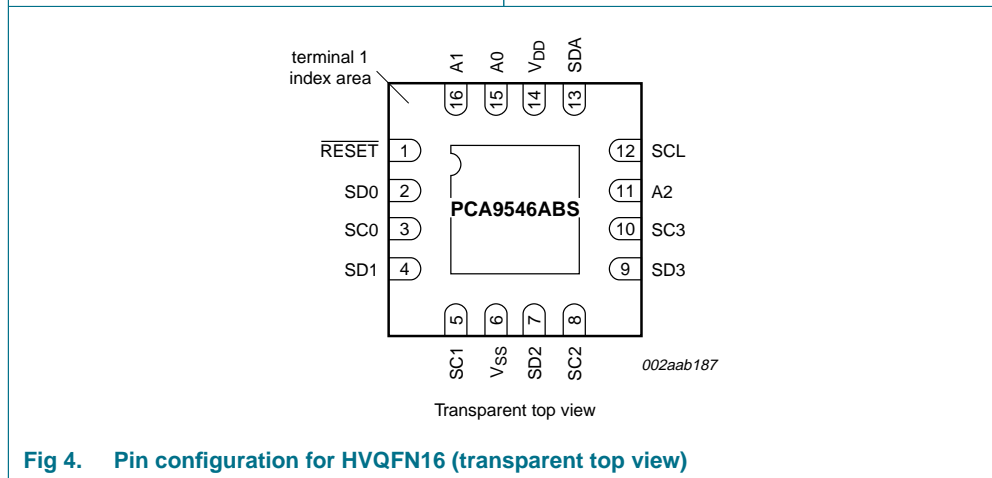 terminal 1
index area
A1
A0
VDD
SDA
16
15
14
13
RESET 1
12 SCL
SD0 2
11 A2
PCA9546ABS
SC0 3
10 SC3
SD1 4
9 SD3
5
6
7
8
SC1
VSS
SD2
SC2
002aab187
Transparent top view
Fig 4. Pin configuration for HVQFN16 (transparent top view)